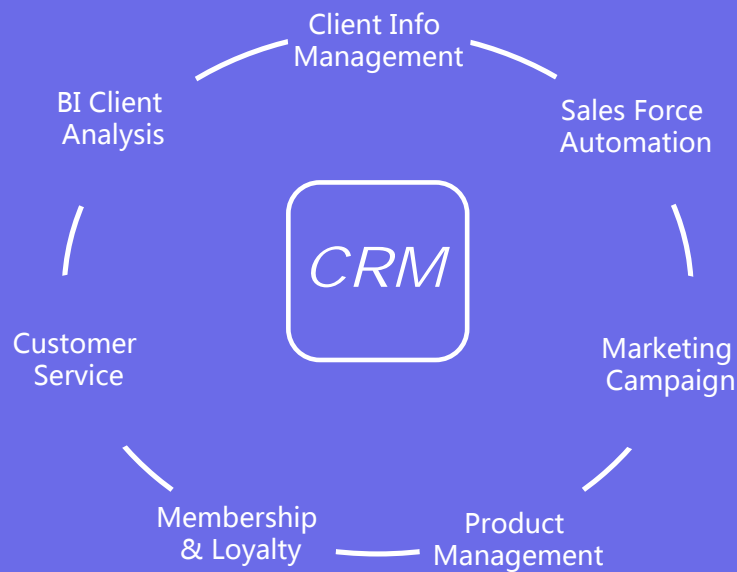 Client Info
Management
Sales Force
Automation
Marketing
Campaign
Product
Management
Membership
& Loyalty
Customer
Service
BI Client
Analysis
CRM